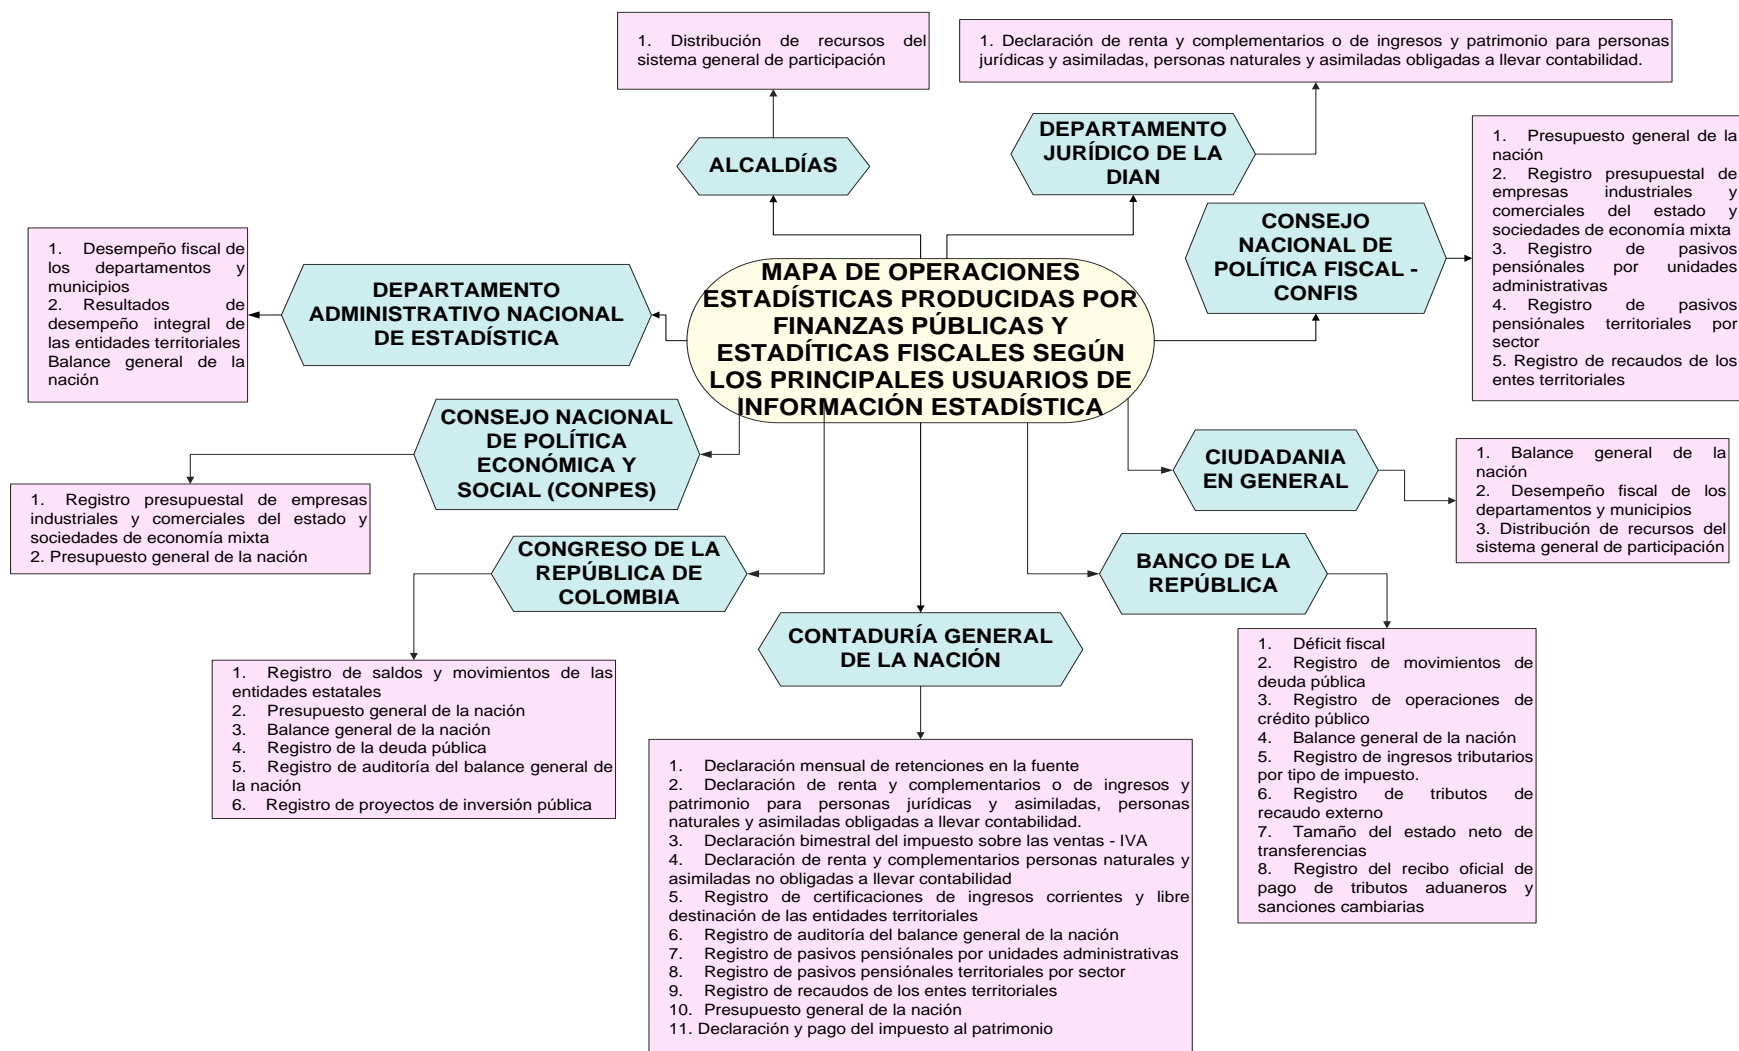 1. Distribución de recursos del
sistema general de participación
1. Declaración de renta y complementarios o de ingresos y patrimonio para personas
jurídicas y asimiladas, personas naturales y asimiladas obligadas a llevar contabilidad.
ALCALDÍAS
DEPARTAMENTO
JURÍDICO DE LA
DIAN
CONSEJO
NACIONAL DE
POLÍTICA FISCAL -
CONFIS
1. Presupuesto general de la
nación
2. Registro presupuestal de
empresas industriales y
comerciales del estado y
sociedades de economía mixta
3. Registro de pasivos
pensiónales por unidades
administrativas
4. Registro de pasivos
pensiónales territoriales por
sector
5. Registro de recaudos de los
entes territoriales
1. Desempeño fiscal de
los departamentos y
municipios
2. Resultados de
desempeño integral de
las entidades territoriales
Balance general de la
nación
DEPARTAMENTO
ADMINISTRATIVO NACIONAL
DE ESTADÍSTICA
MAPA DE OPERACIONES
ESTADÍSTICAS PRODUCIDAS POR
FINANZAS PÚBLICAS Y
ESTADÍTICAS FISCALES SEGÚN
LOS PRINCIPALES USUARIOS DE
INFORMACIÓN ESTADÍSTICA
CONSEJO NACIONAL
DE POLÍTICA
ECONÓMICA Y
SOCIAL (CONPES)
1. Registro presupuestal de empresas
industriales y comerciales del estado y
sociedades de economía mixta
2. Presupuesto general de la nación
CIUDADANIA
EN GENERAL
1. Balance general de la
nación
2. Desempeño fiscal de los
departamentos y municipios
3. Distribución de recursos del
sistema general de participación
CONGRESO DE LA
REPÚBLICA DE
COLOMBIA
BANCO DE LA
REPÚBLICA
CONTADURÍA GENERAL
DE LA NACIÓN
1. Registro de saldos y movimientos de las
entidades estatales
2. Presupuesto general de la nación
3. Balance general de la nación
4. Registro de la deuda pública
5. Registro de auditoría del balance general de
la nación
6. Registro de proyectos de inversión pública
1. Declaración mensual de retenciones en la fuente
2. Declaración de renta y complementarios o de ingresos y
patrimonio para personas jurídicas y asimiladas, personas
naturales y asimiladas obligadas a llevar contabilidad.
3. Declaración bimestral del impuesto sobre las ventas - IVA
4. Declaración de renta y complementarios personas naturales y
asimiladas no obligadas a llevar contabilidad
5. Registro de certificaciones de ingresos corrientes y libre
destinación de las entidades territoriales
6. Registro de auditoría del balance general de la nación
7. Registro de pasivos pensiónales por unidades administrativas
8. Registro de pasivos pensiónales territoriales por sector
9. Registro de recaudos de los entes territoriales
10. Presupuesto general de la nación
11. Declaración y pago del impuesto al patrimonio
1. Déficit fiscal
2. Registro de movimientos de
deuda pública
3. Registro de operaciones de
crédito público
4. Balance general de la nación
5. Registro de ingresos tributarios
por tipo de impuesto.
6. Registro de tributos de
recaudo externo
7. Tamaño del estado neto de
transferencias
8. Registro del recibo oficial de
pago de tributos aduaneros y
sanciones cambiarias